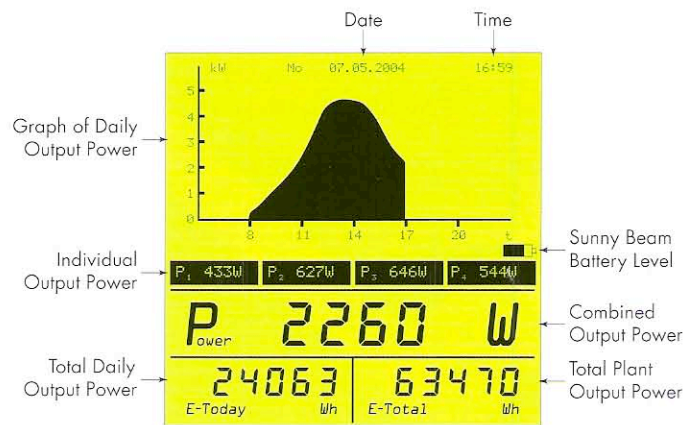 Date
Time
kW Mo 07.05.2004 16:59
5
4
3
2
1
0
8 11 14 17 20 t
Graph of Daily
Output Power
Individual
Output Power
P1 433W P2 627W P3 646W P4 544W
Sunny Beam
Battery Level
Power 2260 W
Combined
Output Power
Total Daily
Output Power
24063
E-Today Wh
63470
E-Total Wh
Total Plant
Output Power